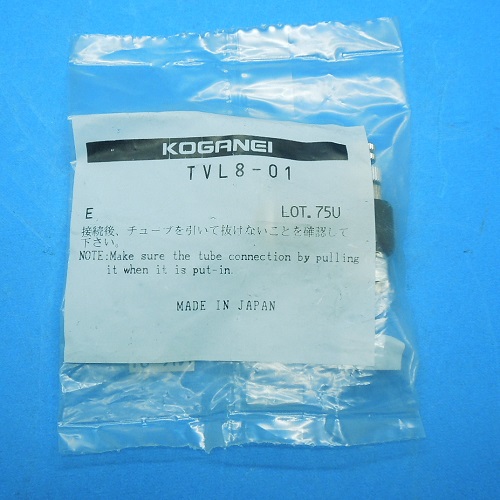 KOGANEI
TVL8-01
E LOT.75U
接続後、チューブを引いて抜けないことを確認して
下さい。
NOTE:Make sure the tube connection by pulling
it when it is put-in.
MADE IN JAPAN